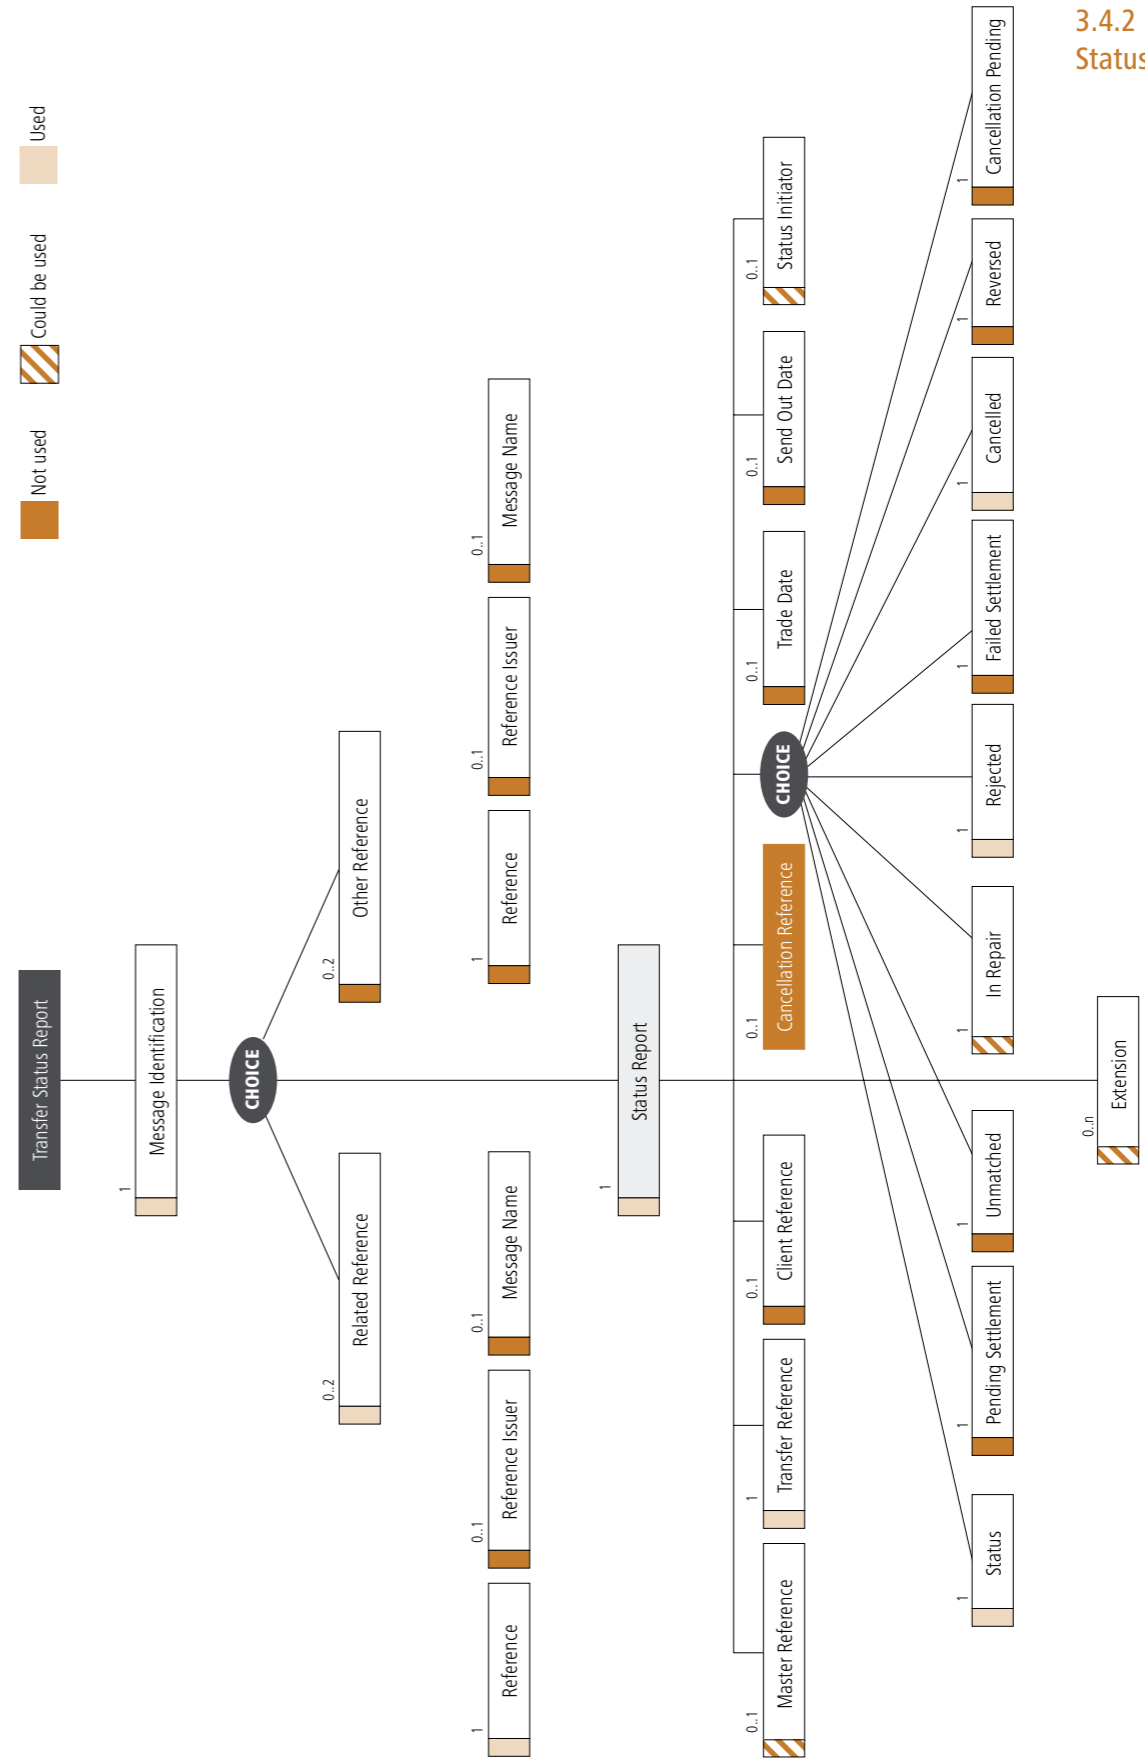 3.4.2
Status
Not used
Could be used
Used
Transfer Status Report
1
Message Identification
CHOICE
0..2
Related Reference
0..2
Other Reference
1
Reference
0..1
Reference Issuer
0..1
Message Name
1
Reference
0..1
Reference Issuer
0..1
Message Name
1
Status Report
0..1
Master Reference
1
Transfer Reference
0..1
Client Reference
0..1
Cancellation Reference
CHOICE
0..1
Trade Date
0..1
Send Out Date
0..1
Status Initiator
1
Status
1
Pending Settlement
1
Unmatched
1
In Repair
1
Rejected
1
Failed Settlement
1
Cancelled
1
Reversed
1
Cancellation Pending
0..n
Extension